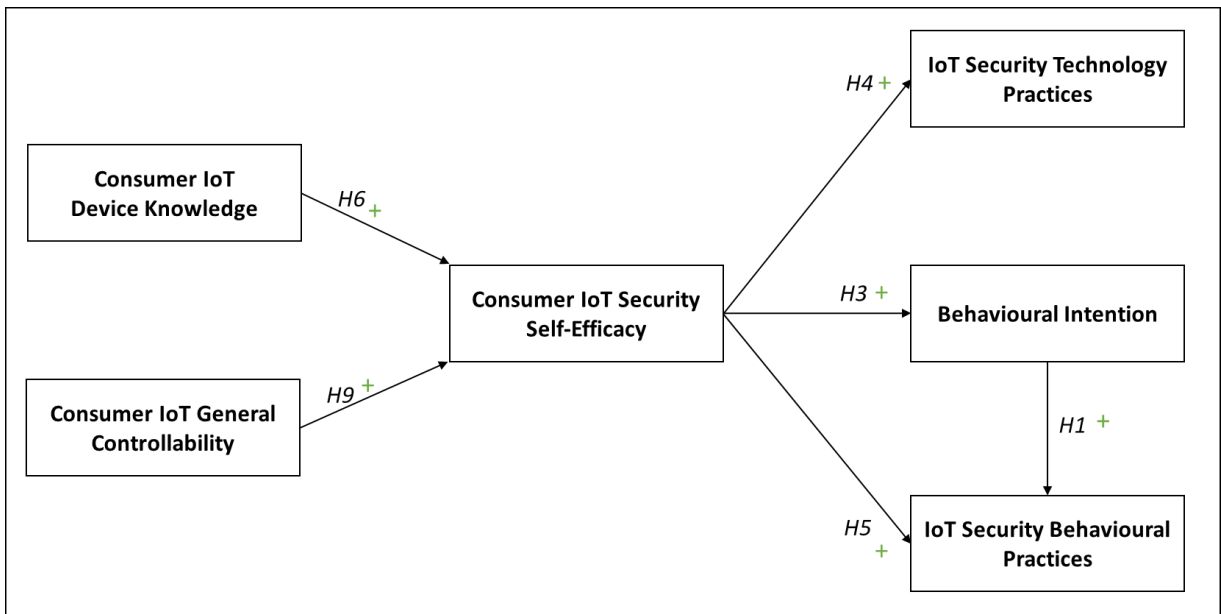 Consumer IoT
Device Knowledge
H6 +
Consumer IoT General
Controllability
H9 +
Consumer IoT Security
Self-Efficacy
H4 +
IoT Security Technology
Practices
H3 +
Behavioural Intention
H1 +
H5
+
IoT Security Behavioural
Practices